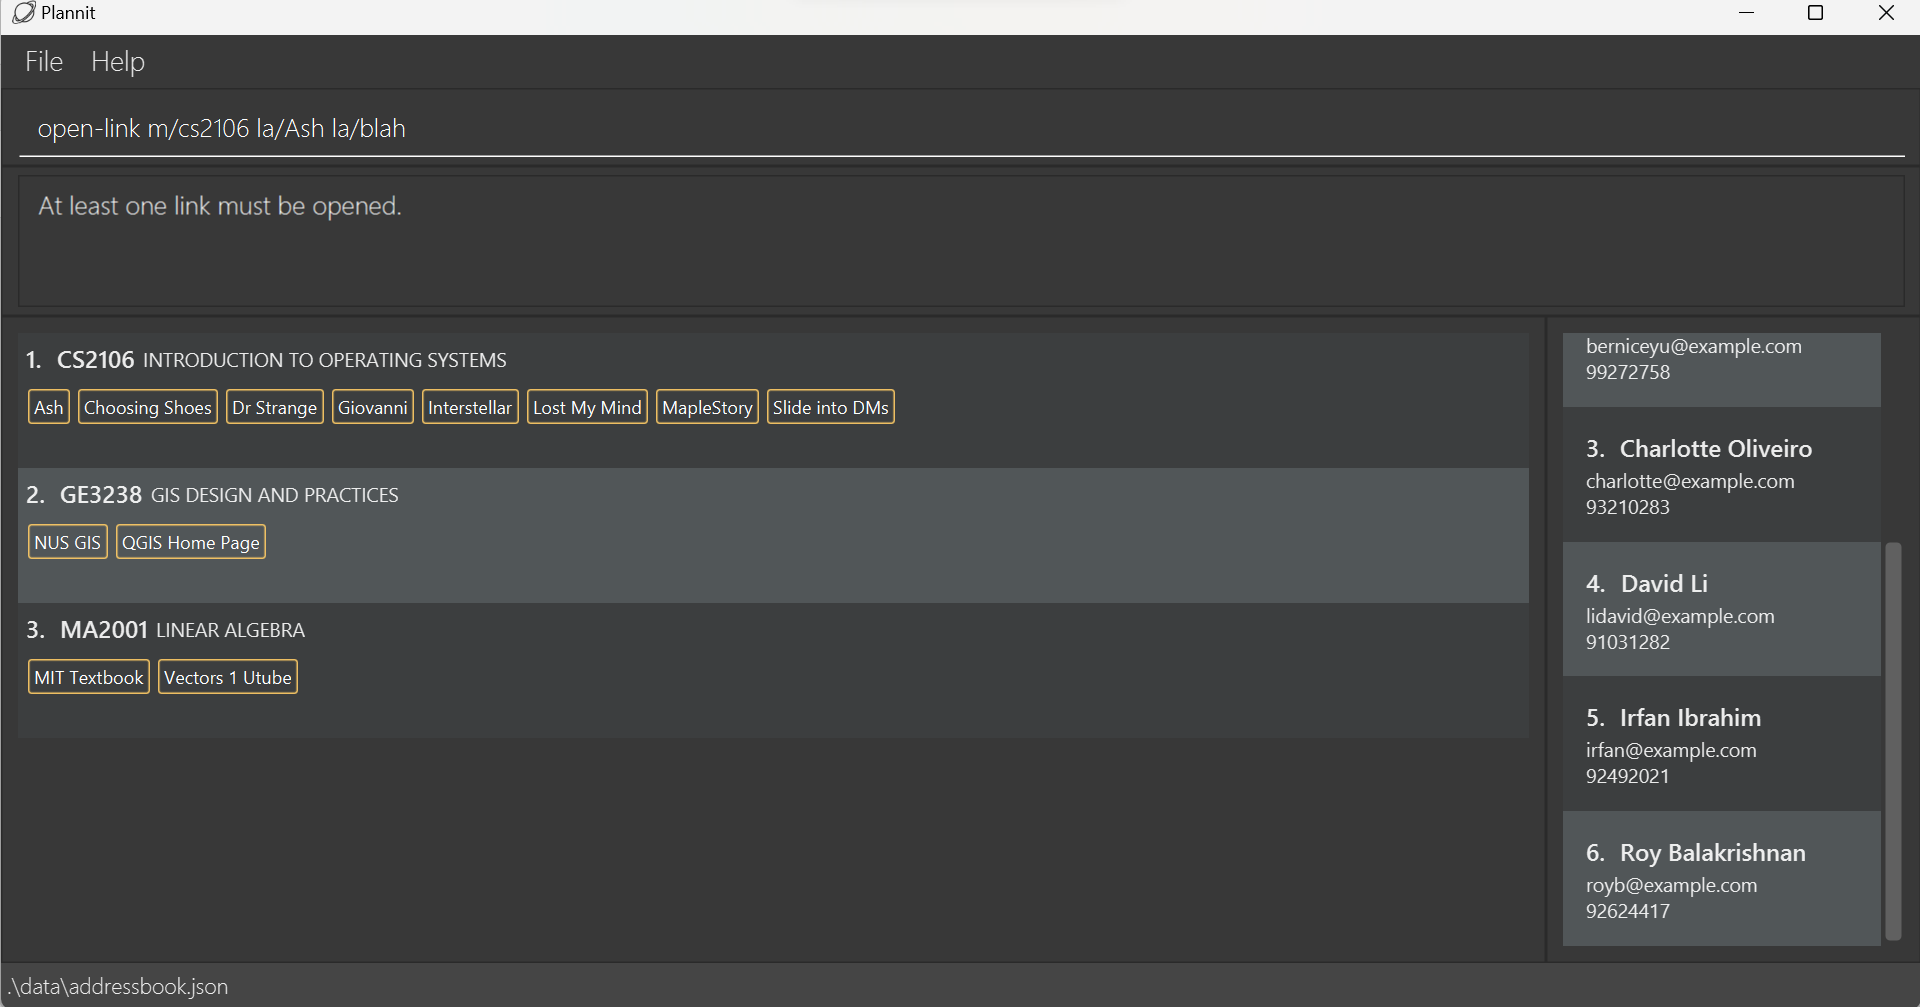 Plannit
File Help
open-link m/cs2106 la/Ash la/blah
At least one link must be opened.
1. CS2106 INTRODUCTION TO OPERATING SYSTEMS
Ash Choosing Shoes Dr Strange Giovanni Interstellar Lost My Mind MapleStory Slide into DMs
2. GE3238 GIS DESIGN AND PRACTICES
NUS GIS QGIS Home Page
3. MA2001 LINEAR ALGEBRA
MIT Textbook Vectors 1 Utube
berniceyu@example.com
99272758
3. Charlotte Oliveiro
charlotte@example.com
93210283
4. David Li
lidavid@example.com
91031282
5. Irfan Ibrahim
irfan@example.com
92492021
6. Roy Balakrishnan
royb@example.com
92624417
.\data\addressbook.json